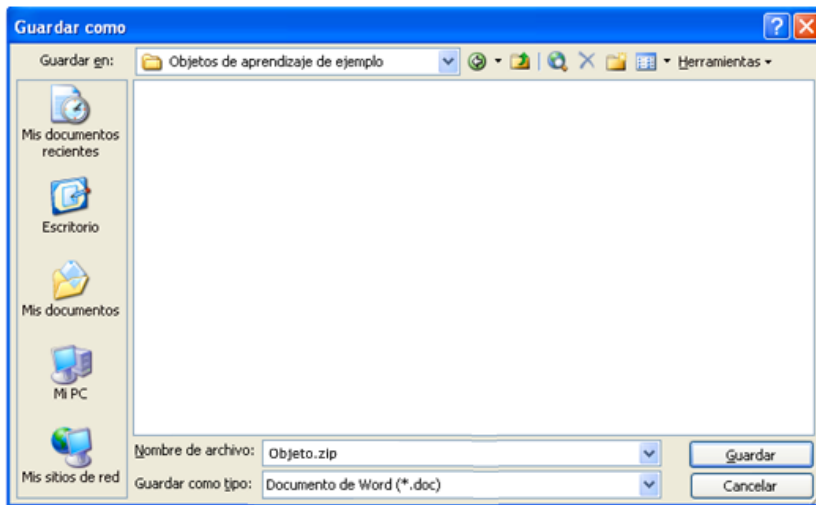 Guardar como
Guardar en:
Objetos de aprendizaje de ejemplo
Herramientas
Mis documentos
recientes
Escritorio
Mis documentos
Mi PC
Mis sitios de red
Nombre de archivo:
Objeto.zip
Guardar
Guardar como tipo:
Documento de Word (*.doc)
Cancelar